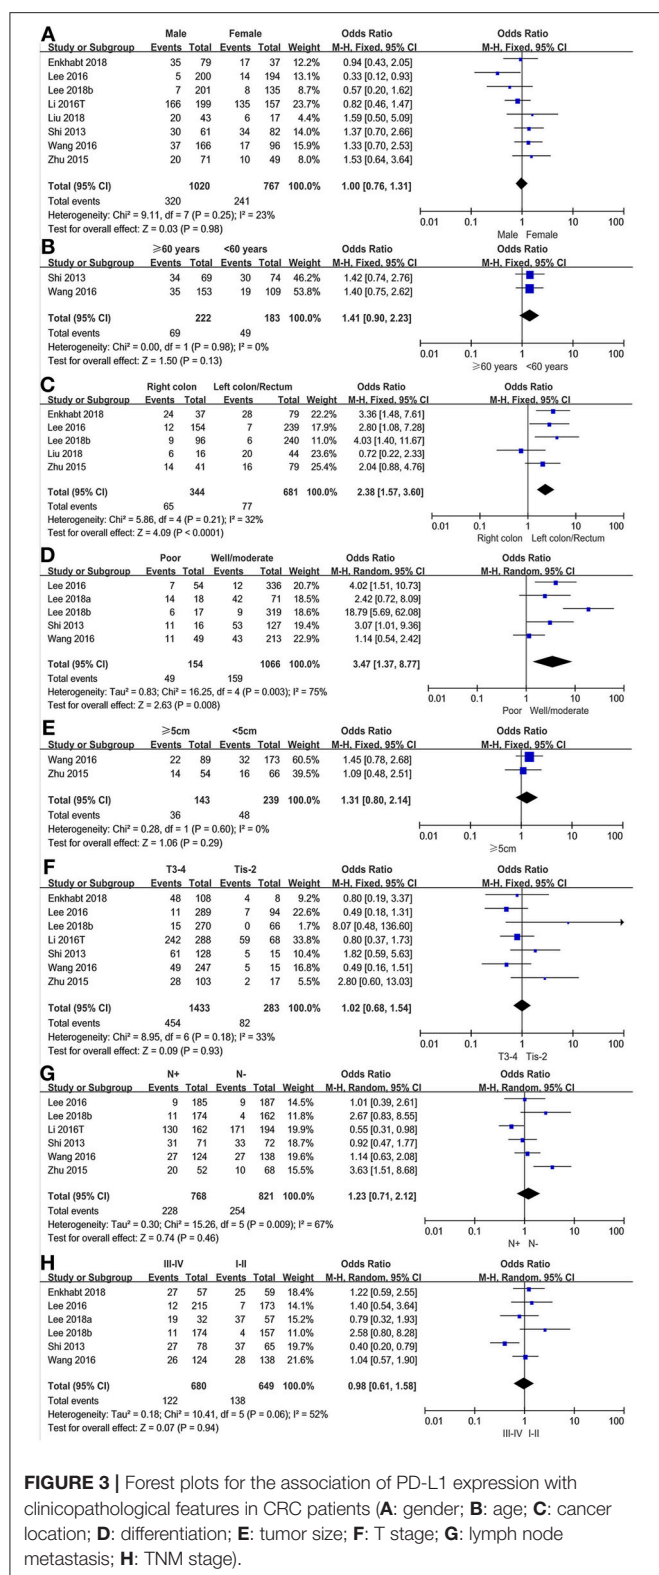 A
Male Female Odds Ratio Odds Ratio
Study or Subgroup Events Total Events Total Weight M-H, Fixed, 95% CI M-H, Fixed, 95% CI
Enkhabt 2018 35 79 17 37 12.2% 0.94 [0.43, 2.05]
Lee 2016 5 200 14 194 13.1% 0.33 [0.12, 0.93]
Lee 2018b 7 201 8 135 8.7% 0.57 [0.20, 1.62]
Li 2016T 166 199 135 157 23.7% 0.82 [0.46, 1.47]
Liu 2018 20 43 6 17 4.4% 1.59 [0.50, 5.09]
Shi 2013 30 61 34 82 14.0% 1.37 [0.70, 2.66]
Wang 2016 37 166 17 96 15.9% 1.33 [0.70, 2.53]
Zhu 2015 20 71 10 49 8.0% 1.53 [0.64, 3.64]
Total (95% CI) 1020 767 100.0% 1.00 [0.76, 1.31]
Total events 320 241
Heterogeneity: Chi² = 9.11, df = 7 (P = 0.25); I² = 23%
Test for overall effect: Z = 0.03 (P = 0.98)
0.01 0.1 1 10 100
Male Female
B
≥60 years <60 years Odds Ratio Odds Ratio
Study or Subgroup Events Total Events Total Weight M-H, Fixed, 95% CI M-H, Fixed, 95% CI
Shi 2013 34 69 30 74 46.2% 1.42 [0.74, 2.76]
Wang 2016 35 153 19 109 53.8% 1.40 [0.75, 2.62]
Total (95% CI) 222 183 100.0% 1.41 [0.90, 2.23]
Total events 69 49
Heterogeneity: Chi² = 0.00, df = 1 (P = 0.98); I² = 0%
Test for overall effect: Z = 1.50 (P = 0.13)
0.01 0.1 1 10 100
≥60 years <60 years
C
Right colon Left colon/Rectum Odds Ratio Odds Ratio
Study or Subgroup Events Total Events Total Weight M-H, Fixed, 95% CI M-H, Fixed, 95% CI
Enkhabt 2018 24 37 28 79 22.2% 3.36 [1.48, 7.61]
Lee 2016 12 154 7 239 17.9% 2.80 [1.08, 7.28]
Lee 2018b 9 96 6 240 11.0% 4.03 [1.40, 11.67]
Liu 2018 6 16 20 44 23.6% 0.72 [0.22, 2.33]
Zhu 2015 14 41 16 79 25.4% 2.04 [0.88, 4.76]
Total (95% CI) 344 681 100.0% 2.38 [1.57, 3.60]
Total events 65 77
Heterogeneity: Chi² = 5.86, df = 4 (P = 0.21); I² = 32%
Test for overall effect: Z = 4.09 (P < 0.0001)
0.01 0.1 1 10 100
Right colon Left colon/Rectum
D
Poor Well/moderate Odds Ratio Odds Ratio
Study or Subgroup Events Total Events Total Weight M-H, Random, 95% CI M-H, Random, 95% CI
Lee 2016 7 54 12 336 20.7% 4.02 [1.51, 10.73]
Lee 2018a 14 18 42 71 18.5% 2.42 [0.72, 8.09]
Lee 2018b 6 17 9 319 18.6% 18.79 [5.69, 62.08]
Shi 2013 11 16 53 127 19.4% 3.07 [1.01, 9.36]
Wang 2016 11 49 43 213 22.9% 1.14 [0.54, 2.42]
Total (95% CI) 154 1066 100.0% 3.47 [1.37, 8.77]
Total events 49 159
Heterogeneity: Tau² = 0.83; Chi² = 16.25, df = 4 (P = 0.003); I² = 75%
Test for overall effect: Z = 2.63 (P = 0.008)
0.01 0.1 1 10 100
Poor Well/moderate
E
≥5cm <5cm Odds Ratio Odds Ratio
Study or Subgroup Events Total Events Total Weight M-H, Fixed, 95% CI M-H, Fixed, 95% CI
Wang 2016 22 89 32 173 60.5% 1.45 [0.78, 2.68]
Zhu 2015 14 54 16 66 39.5% 1.09 [0.48, 2.51]
Total (95% CI) 143 239 100.0% 1.31 [0.80, 2.14]
Total events 36 48
Heterogeneity: Chi² = 0.28, df = 1 (P = 0.60); I² = 0%
Test for overall effect: Z = 1.06 (P = 0.29)
0.01 0.1 1 10 100
≥5cm
F
T3-4 Tis-2 Odds Ratio Odds Ratio
Study or Subgroup Events Total Events Total Weight M-H, Fixed, 95% CI M-H, Fixed, 95% CI
Enkhabt 2018 48 108 4 8 9.2% 0.80 [0.19, 3.37]
Lee 2016 11 289 7 94 22.6% 0.49 [0.18, 1.31]
Lee 2018b 15 270 0 66 1.7% 8.07 [0.48, 136.60]
Li 2016T 242 288 59 68 33.8% 0.80 [0.37, 1.73]
Shi 2013 61 128 5 15 10.4% 1.82 [0.59, 5.63]
Wang 2016 49 247 5 15 16.8% 0.49 [0.16, 1.51]
Zhu 2015 28 103 2 17 5.5% 2.80 [0.60, 13.03]
Total (95% CI) 1433 283 100.0% 1.02 [0.68, 1.54]
Total events 454 82
Heterogeneity: Chi² = 8.95, df = 6 (P = 0.18); I² = 33%
Test for overall effect: Z = 0.09 (P = 0.93)
0.01 0.1 1 10 100
T3-4 Tis-2
G
N+ N- Odds Ratio Odds Ratio
Study or Subgroup Events Total Events Total Weight M-H, Random, 95% CI M-H, Random, 95% CI
Lee 2016 9 185 9 187 14.5% 1.01 [0.39, 2.61]
Lee 2018b 11 174 4 162 11.8% 2.67 [0.83, 8.55]
Li 2016T 130 162 171 194 19.9% 0.55 [0.31, 0.98]
Shi 2013 31 71 33 72 18.7% 0.92 [0.47, 1.77]
Wang 2016 27 124 27 138 19.4% 1.14 [0.63, 2.08]
Zhu 2015 20 52 10 68 15.7% 3.63 [1.51, 8.68]
Total (95% CI) 768 821 100.0% 1.23 [0.71, 2.12]
Total events 228 254
Heterogeneity: Tau² = 0.30; Chi² = 15.26, df = 5 (P = 0.009); I² = 67%
Test for overall effect: Z = 0.74 (P = 0.46)
0.01 0.1 1 10 100
N+ N-
H
III-IV I-II Odds Ratio Odds Ratio
Study or Subgroup Events Total Events Total Weight M-H, Random, 95% CI M-H, Random, 95% CI
Enkhabt 2018 27 57 25 59 18.4% 1.22 [0.59, 2.55]
Lee 2016 12 215 7 173 14.1% 1.40 [0.54, 3.64]
Lee 2018a 19 32 37 57 15.2% 0.79 [0.32, 1.93]
Lee 2018b 11 174 4 157 11.0% 2.58 [0.80, 8.28]
Shi 2013 27 78 37 65 19.7% 0.40 [0.20, 0.79]
Wang 2016 26 124 28 138 21.6% 1.04 [0.57, 1.90]
Total (95% CI) 680 649 100.0% 0.98 [0.61, 1.58]
Total events 122 138
Heterogeneity: Tau² = 0.18; Chi² = 10.41, df = 5 (P = 0.06); I² = 52%
Test for overall effect: Z = 0.07 (P = 0.94)
0.01 0.1 1 10 100
III-IV I-II
FIGURE 3 | Forest plots for the association of PD-L1 expression with
clinicopathological features in CRC patients (A: gender; B: age; C: cancer
location; D: differentiation; E: tumor size; F: T stage; G: lymph node
metastasis; H: TNM stage).